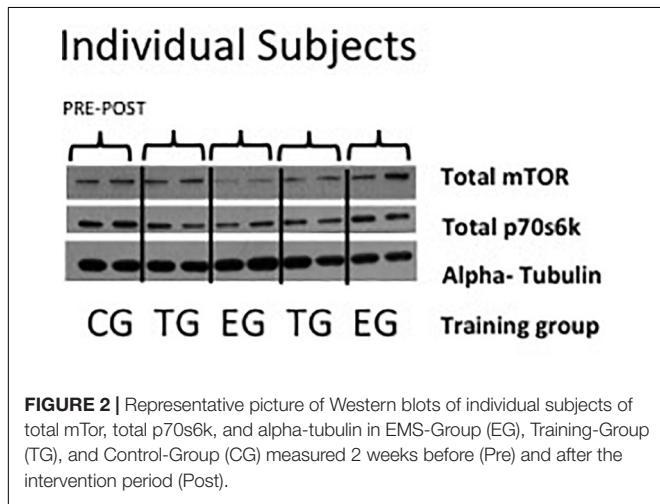 Individual Subjects
PRE-POST
Total mTOR
Total p70s6k
Alpha- Tubulin
CG TG EG TG EG Training group
FIGURE 2 | Representative picture of Western blots of individual subjects of
total mTor, total p70s6k, and alpha-tubulin in EMS-Group (EG), Training-Group
(TG), and Control-Group (CG) measured 2 weeks before (Pre) and after the
intervention period (Post).